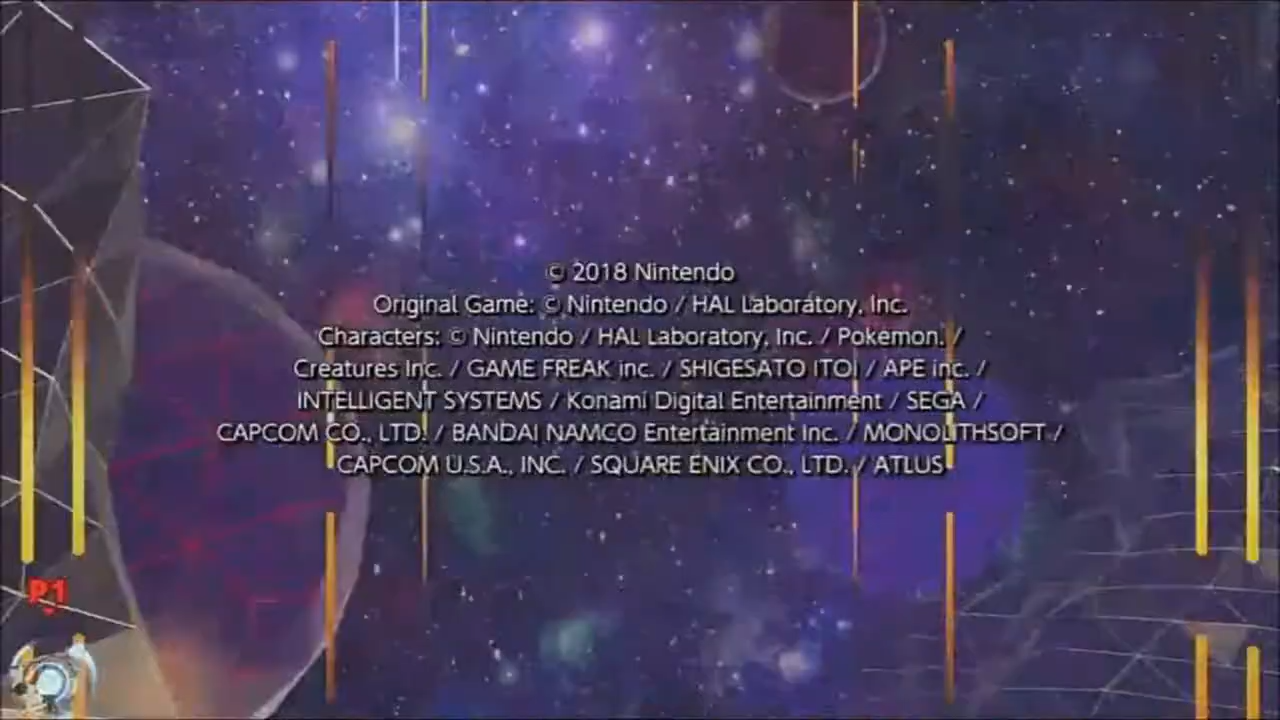 © 2018 Nintendo
Original Game: © Nintendo / HAL Laboratory, Inc.
Characters: © Nintendo / HAL Laboratory, Inc. / Pokémon. /
Creatures Inc. / GAME FREAK inc. / SHIGESATO ITOI / APE inc. /
INTELLIGENT SYSTEMS / Konami Digital Entertainment / SEGA /
CAPCOM CO., LTD. / BANDAI NAMCO Entertainment Inc. / MONOLITHSOFT /
CAPCOM U.S.A., INC. / SQUARE ENIX CO., LTD. / ATLUS
P1